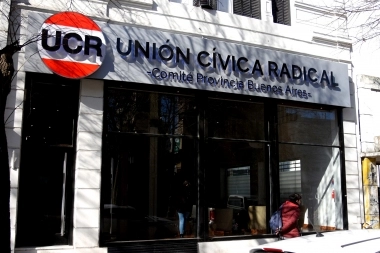 UCR
UNIÓN CÍVICA RADICAL
-Comité Provincia Buenos Aires-